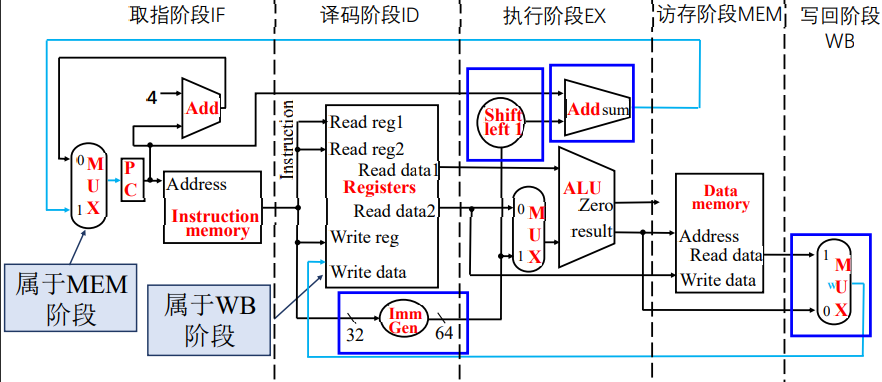 取指阶段IF
译码阶段ID
执行阶段EX
访存阶段MEM
写回阶段
WB
4
Add
Shift
left 1
Add sum
Instruction
Read reg1
Read reg2
Read data1
Registers
Read data2
Write reg
Write data
0
M
U
X
1
P
C
Address
Instruction
memory
0
M
U
X
1
ALU
Zero
result
Data
memory
Address
Read data
Write data
1
M
W
U
X
0
属于MEM
阶段
属于WB
阶段
32
Imm
Gen
64